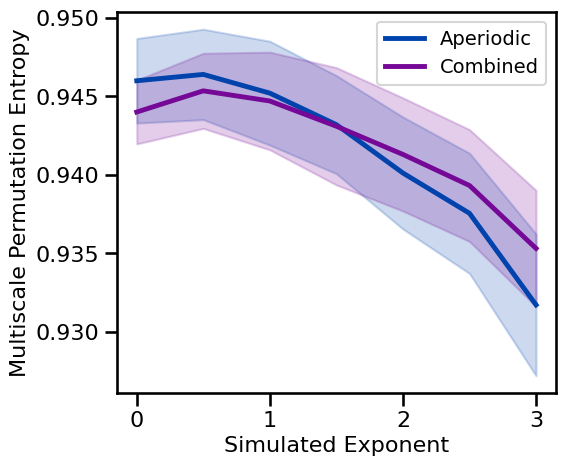 Multiscale Permutation Entropy
0.950
0.945
0.940
0.935
0.930
Aperiodic
Combined
0
1
2
3
Simulated Exponent